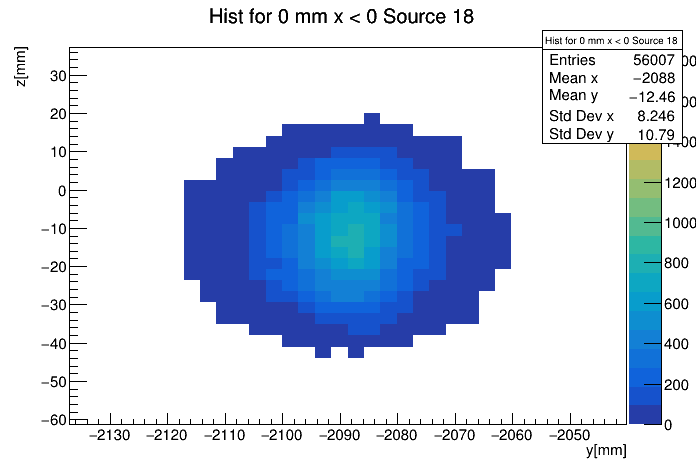 Hist for 0 mm x < 0 Source 18
Hist for 0 mm x < 0 Source 18
Entries 56007
Mean x −2088
Mean y −12.46
Std Dev x 8.246
Std Dev y 10.79
z[mm]
30
20
10
0
−10
−20
−30
−40
−50
−60
−2130 −2120 −2110 −2100 −2090 −2080 −2070 −2060 −2050
y[mm]
1200
1000
800
600
400
200
0